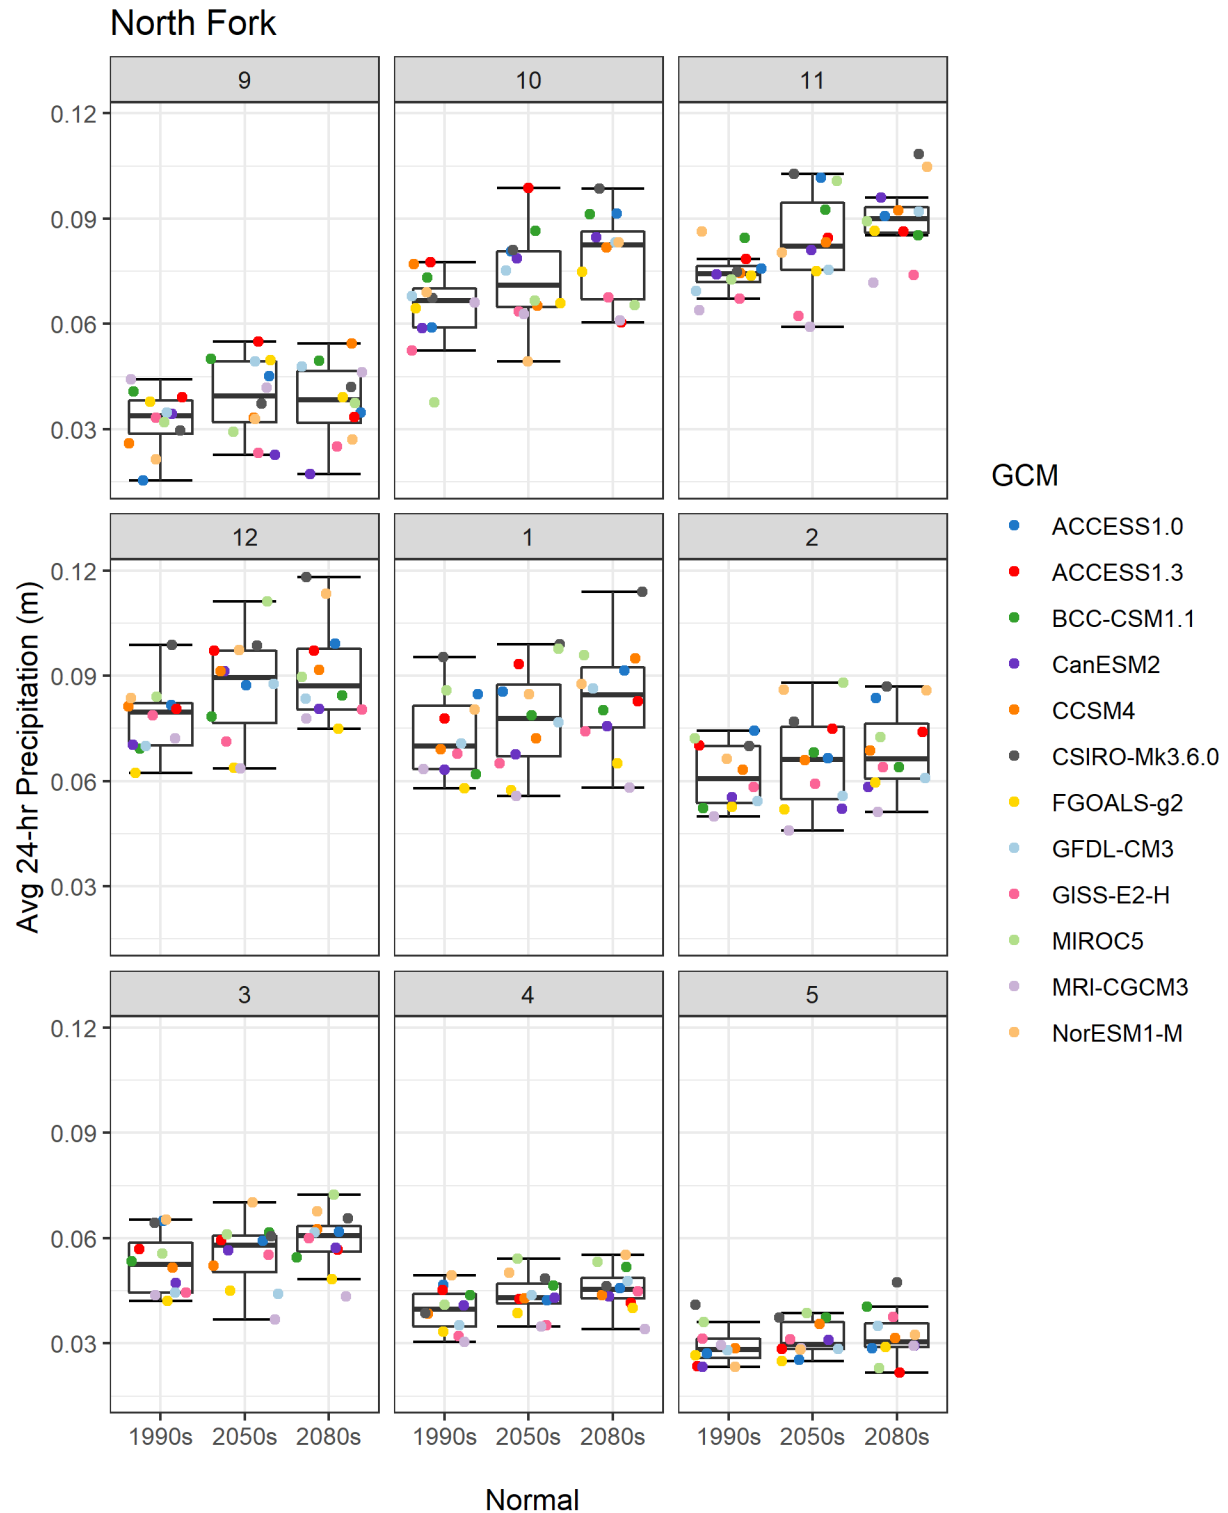 North Fork
9 10 11
0.12
0.09
0.06
0.03
12 1 2
0.12
0.09
0.06
0.03
3 4 5
0.12
0.09
0.06
0.03
1990s 2050s 2080s 1990s 2050s 2080s 1990s 2050s 2080s
Normal
Avg 24-hr Precipitation (m)
GCM
ACCESS1.0
ACCESS1.3
BCC-CSM1.1
CanESM2
CCSM4
CSIRO-Mk3.6.0
FGOALS-g2
GFDL-CM3
GISS-E2-H
MIROC5
MRI-CGCM3
NorESM1-M